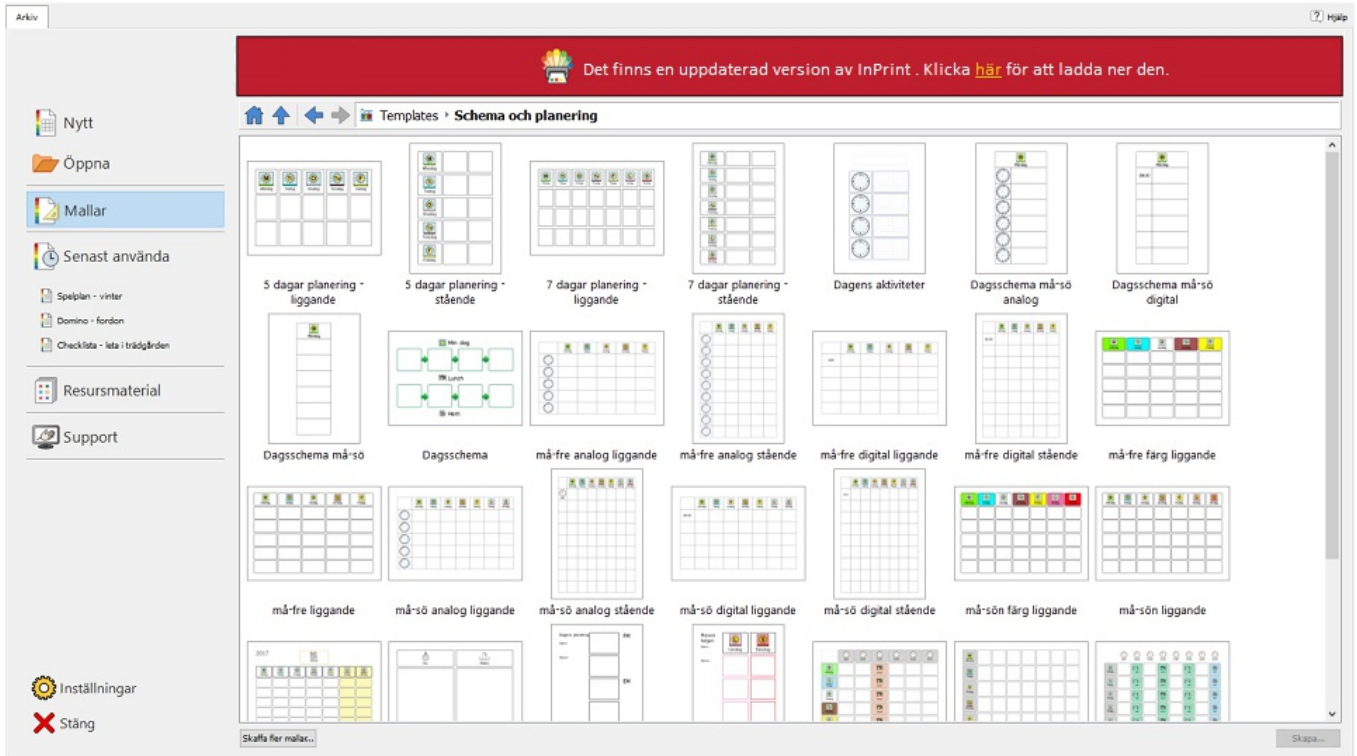 Arkiv
Hjälp
Det finns en uppdaterad version av InPrint . Klicka här för att ladda ner den.
Templates Schema och planering
Nytt
Öppna
Mallar
Senast använda
Spelplan - vinter
Domino - fordon
Checklista - leta i trädgården
Resursmaterial
Support
Inställningar
Stäng
5 dagar planering - liggande
5 dagar planering - stående
7 dagar planering - liggande
7 dagar planering - stående
Dagens aktiviteter
Dagsschema må-sö analog
Dagsschema må-sö digital
Min dag
Lunch
Hem
Dagsschema må-sö
Dagsschema
må-fre analog liggande
må-fre analog stående
må-fre digital liggande
må-fre digital stående
må-fre färg liggande
må-fre liggande
må-sö analog liggande
må-sö analog stående
må-sö digital liggande
må-sö digital stående
må-sön färg liggande
må-sön liggande
2017
Skaffa fler mallar...
Skapa...